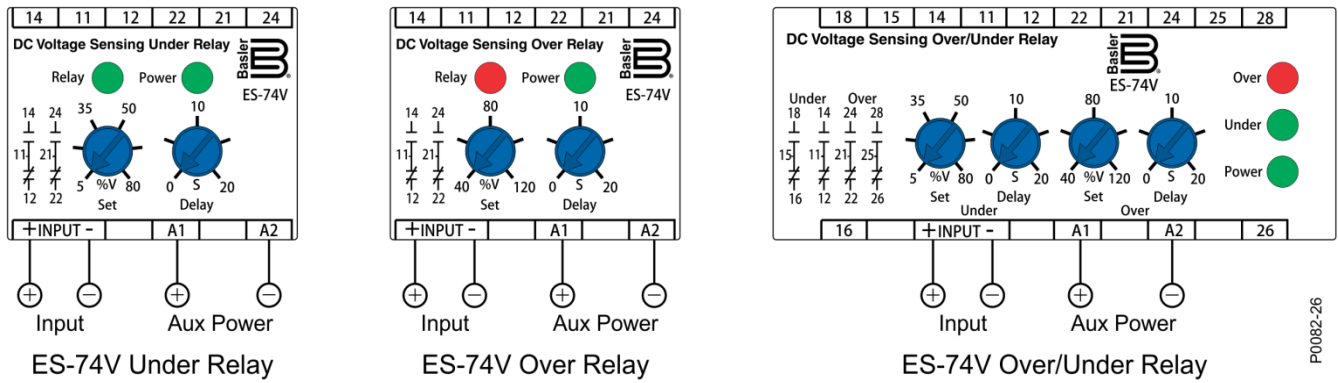 14 11 12 22 21 24
DC Voltage Sensing Under Relay
Basler
Relay Power
ES-74V
35 50 10
14 24
11 21
5 %V 80 0 S 20
12 22
Set Delay
+INPUT - A1 A2
+ − + −
Input Aux Power
ES-74V Under Relay
14 11 12 22 21 24
DC Voltage Sensing Over Relay
Basler
Relay Power
ES-74V
80 10
14 24
11 21
40 %V 120 0 S 20
12 22
Set Delay
+INPUT - A1 A2
+ − + −
Input Aux Power
ES-74V Over Relay
18 15 14 11 12 22 21 24 25 28
DC Voltage Sensing Over/Under Relay
Basler
ES-74V
Over
Under Over
18 14 24 28
35 50 10 80 10
Under
15 11 21 25
Power
5 %V 80 0 S 20 40 %V 120 0 S 20
16 12 22 26
Set Delay Set Delay
Under Over
16 +INPUT - A1 A2 26
+ − + −
Input Aux Power
ES-74V Over/Under Relay
P0082-26